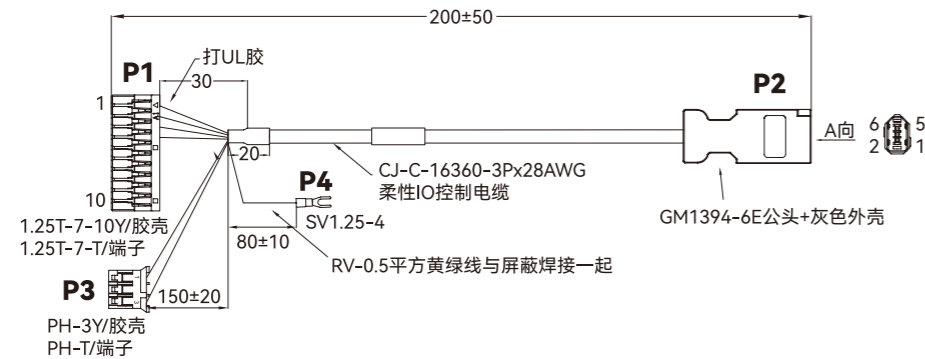 200±50
打UL胶
P1
30
P2
1
A向
6 5
2 1
20
CJ-C-16360-3Px28AWG
柔性IO控制电缆
P4
10
SV1.25-4
GM1394-6E公头+灰色外壳
1.25T-7-10Y/胶壳
1.25T-7-T/端子
80±10
RV-0.5平方黄绿线与屏蔽焊接一起
P3
1
3
150±20
PH-3Y/胶壳
PH-T/端子